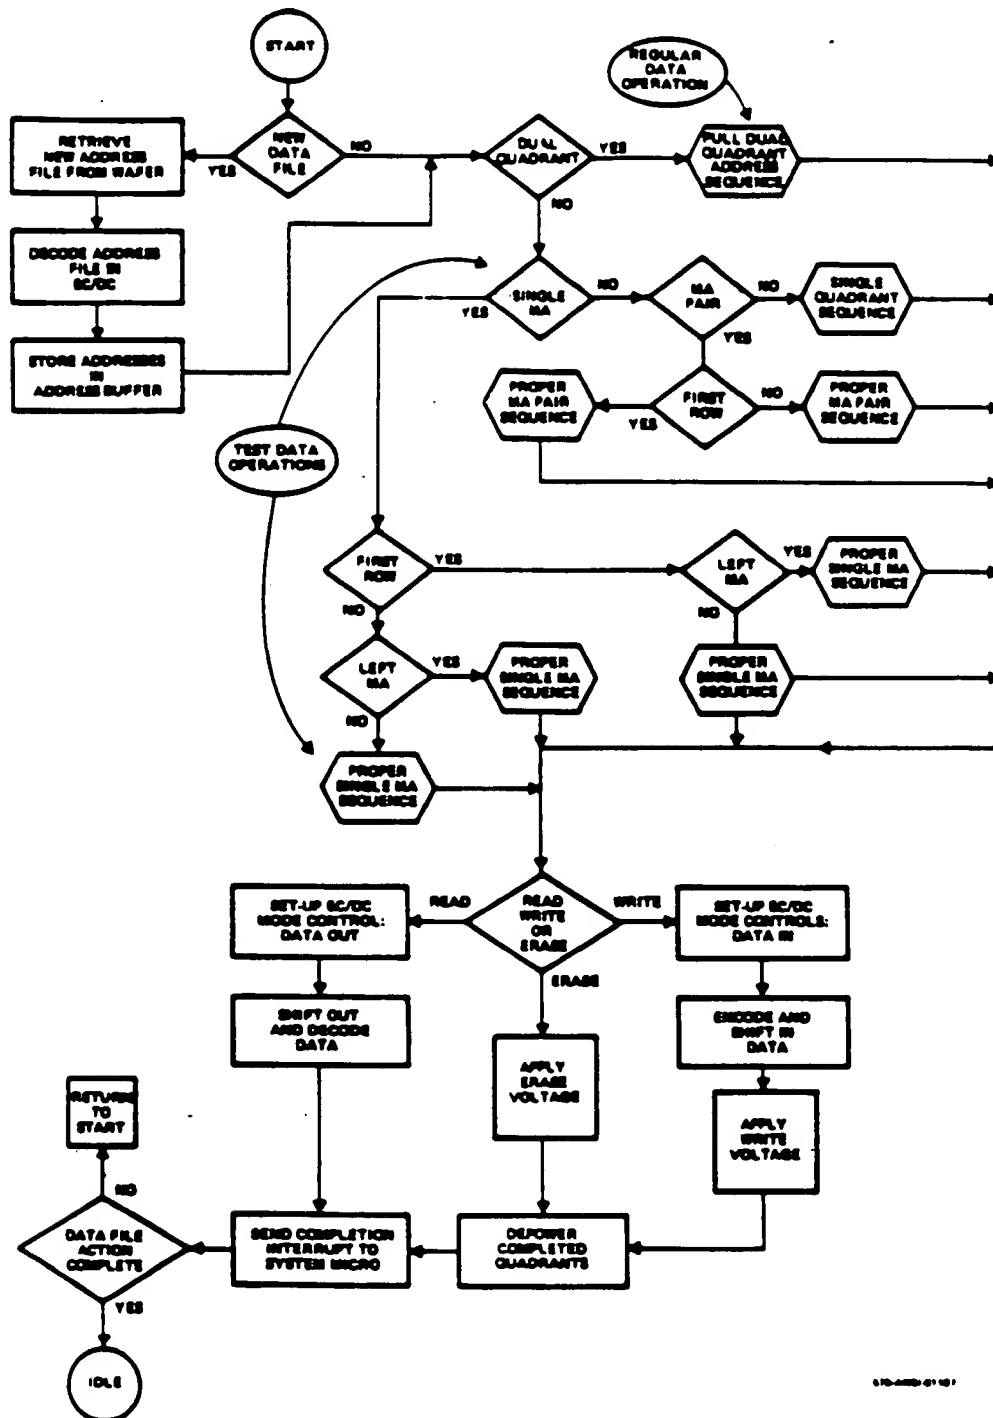 START
REGULAR
DATA
OPERATION
RETRIEVE
NEW ADDRESS
FILE FROM WAFER
YES
NEW
DATA
FILE
NO
DUAL
QUADRANT
YES
FULL DUAL
QUADRANT
ADDRESS
SEQUENCE
NO
DECODE ADDRESS
FILE IN
EC/DC
SINGLE
MA
YES
NO
MA
PAIR
NO
SINGLE
QUADRANT
SEQUENCE
YES
STORE ADDRESSES
IN
ADDRESS BUFFER
PROPER
MA PAIR
SEQUENCE
YES
FIRST
ROW
NO
PROPER
MA PAIR
SEQUENCE
TEST DATA
OPERATIONS
FIRST
ROW
YES
NO
LEFT
MA
YES
NO
PROPER
SINGLE MA
SEQUENCE
LEFT
MA
YES
NO
PROPER
SINGLE MA
SEQUENCE
PROPER
SINGLE MA
SEQUENCE
PROPER
SINGLE MA
SEQUENCE
SET-UP EC/DC
MODE CONTROL:
DATA OUT
READ
READ
WRITE
OR
ERASE
WRITE
SET-UP EC/DC
MODE CONTROLS:
DATA IN
ERASE
SHIFT OUT
AND DECODE
DATA
ENCODE AND
SHIFT IN
DATA
APPLY
ERASE
VOLTAGE
APPLY
WRITE
VOLTAGE
RETURN
TO
START
NO
DATA FILE
ACTION
COMPLETE
SEND COMPLETION
INTERRUPT TO
SYSTEM MICRO
DEPOWER
COMPLETED
QUADRANTS
YES
IDLE